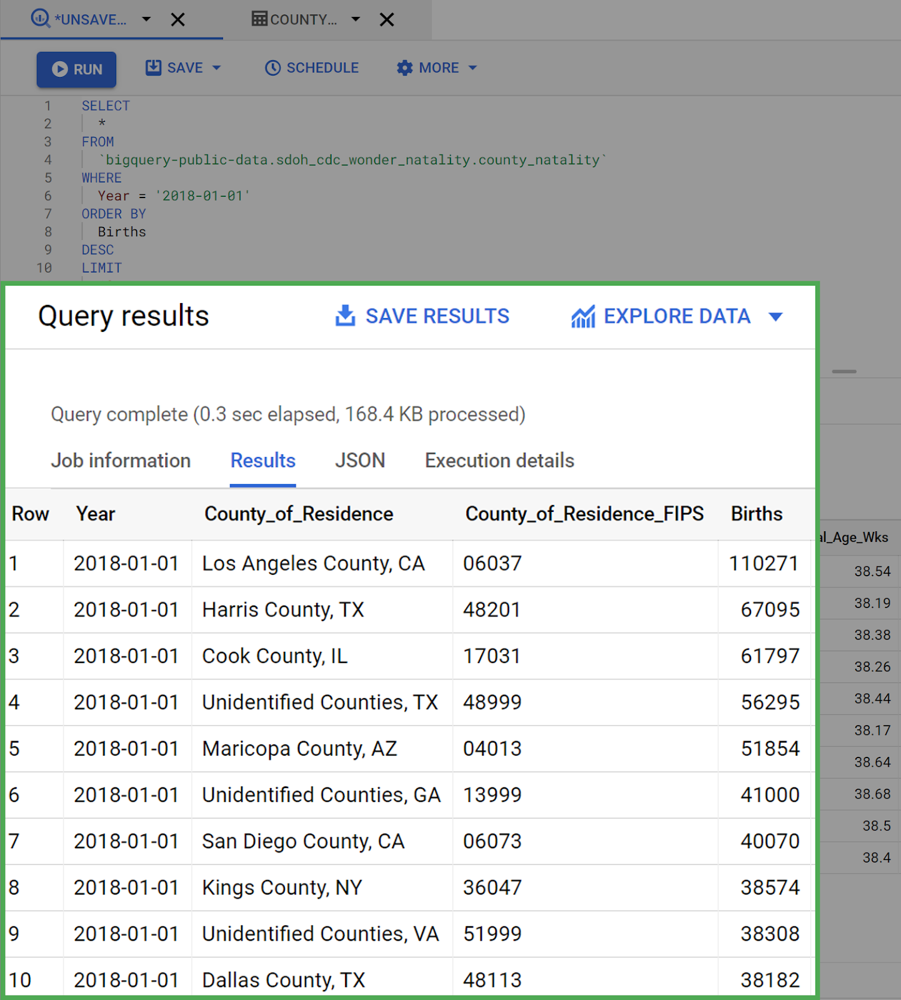 *UNSAVE... COUNTY...
RUN SAVE SCHEDULE MORE
1 SELECT
2 *
3 FROM
4 `bigquery-public-data.sdoh_cdc_wonder_natality.county_natality`
5 WHERE
6 Year = '2018-01-01'
7 ORDER BY
8 Births
9 DESC
10 LIMIT
Query results SAVE RESULTS EXPLORE DATA
Query complete (0.3 sec elapsed, 168.4 KB processed)
Job information Results JSON Execution details
Row Year County_of_Residence County_of_Residence_FIPS Births al_Age_Wks
1 2018-01-01 Los Angeles County, CA 06037 110271 38.54
2 2018-01-01 Harris County, TX 48201 67095 38.19
3 2018-01-01 Cook County, IL 17031 61797 38.38
4 2018-01-01 Unidentified Counties, TX 48999 56295 38.26
5 2018-01-01 Maricopa County, AZ 04013 51854 38.44
6 2018-01-01 Unidentified Counties, GA 13999 41000 38.17
7 2018-01-01 San Diego County, CA 06073 40070 38.64
8 2018-01-01 Kings County, NY 36047 38574 38.68
9 2018-01-01 Unidentified Counties, VA 51999 38308 38.5
10 2018-01-01 Dallas County, TX 48113 38182 38.4